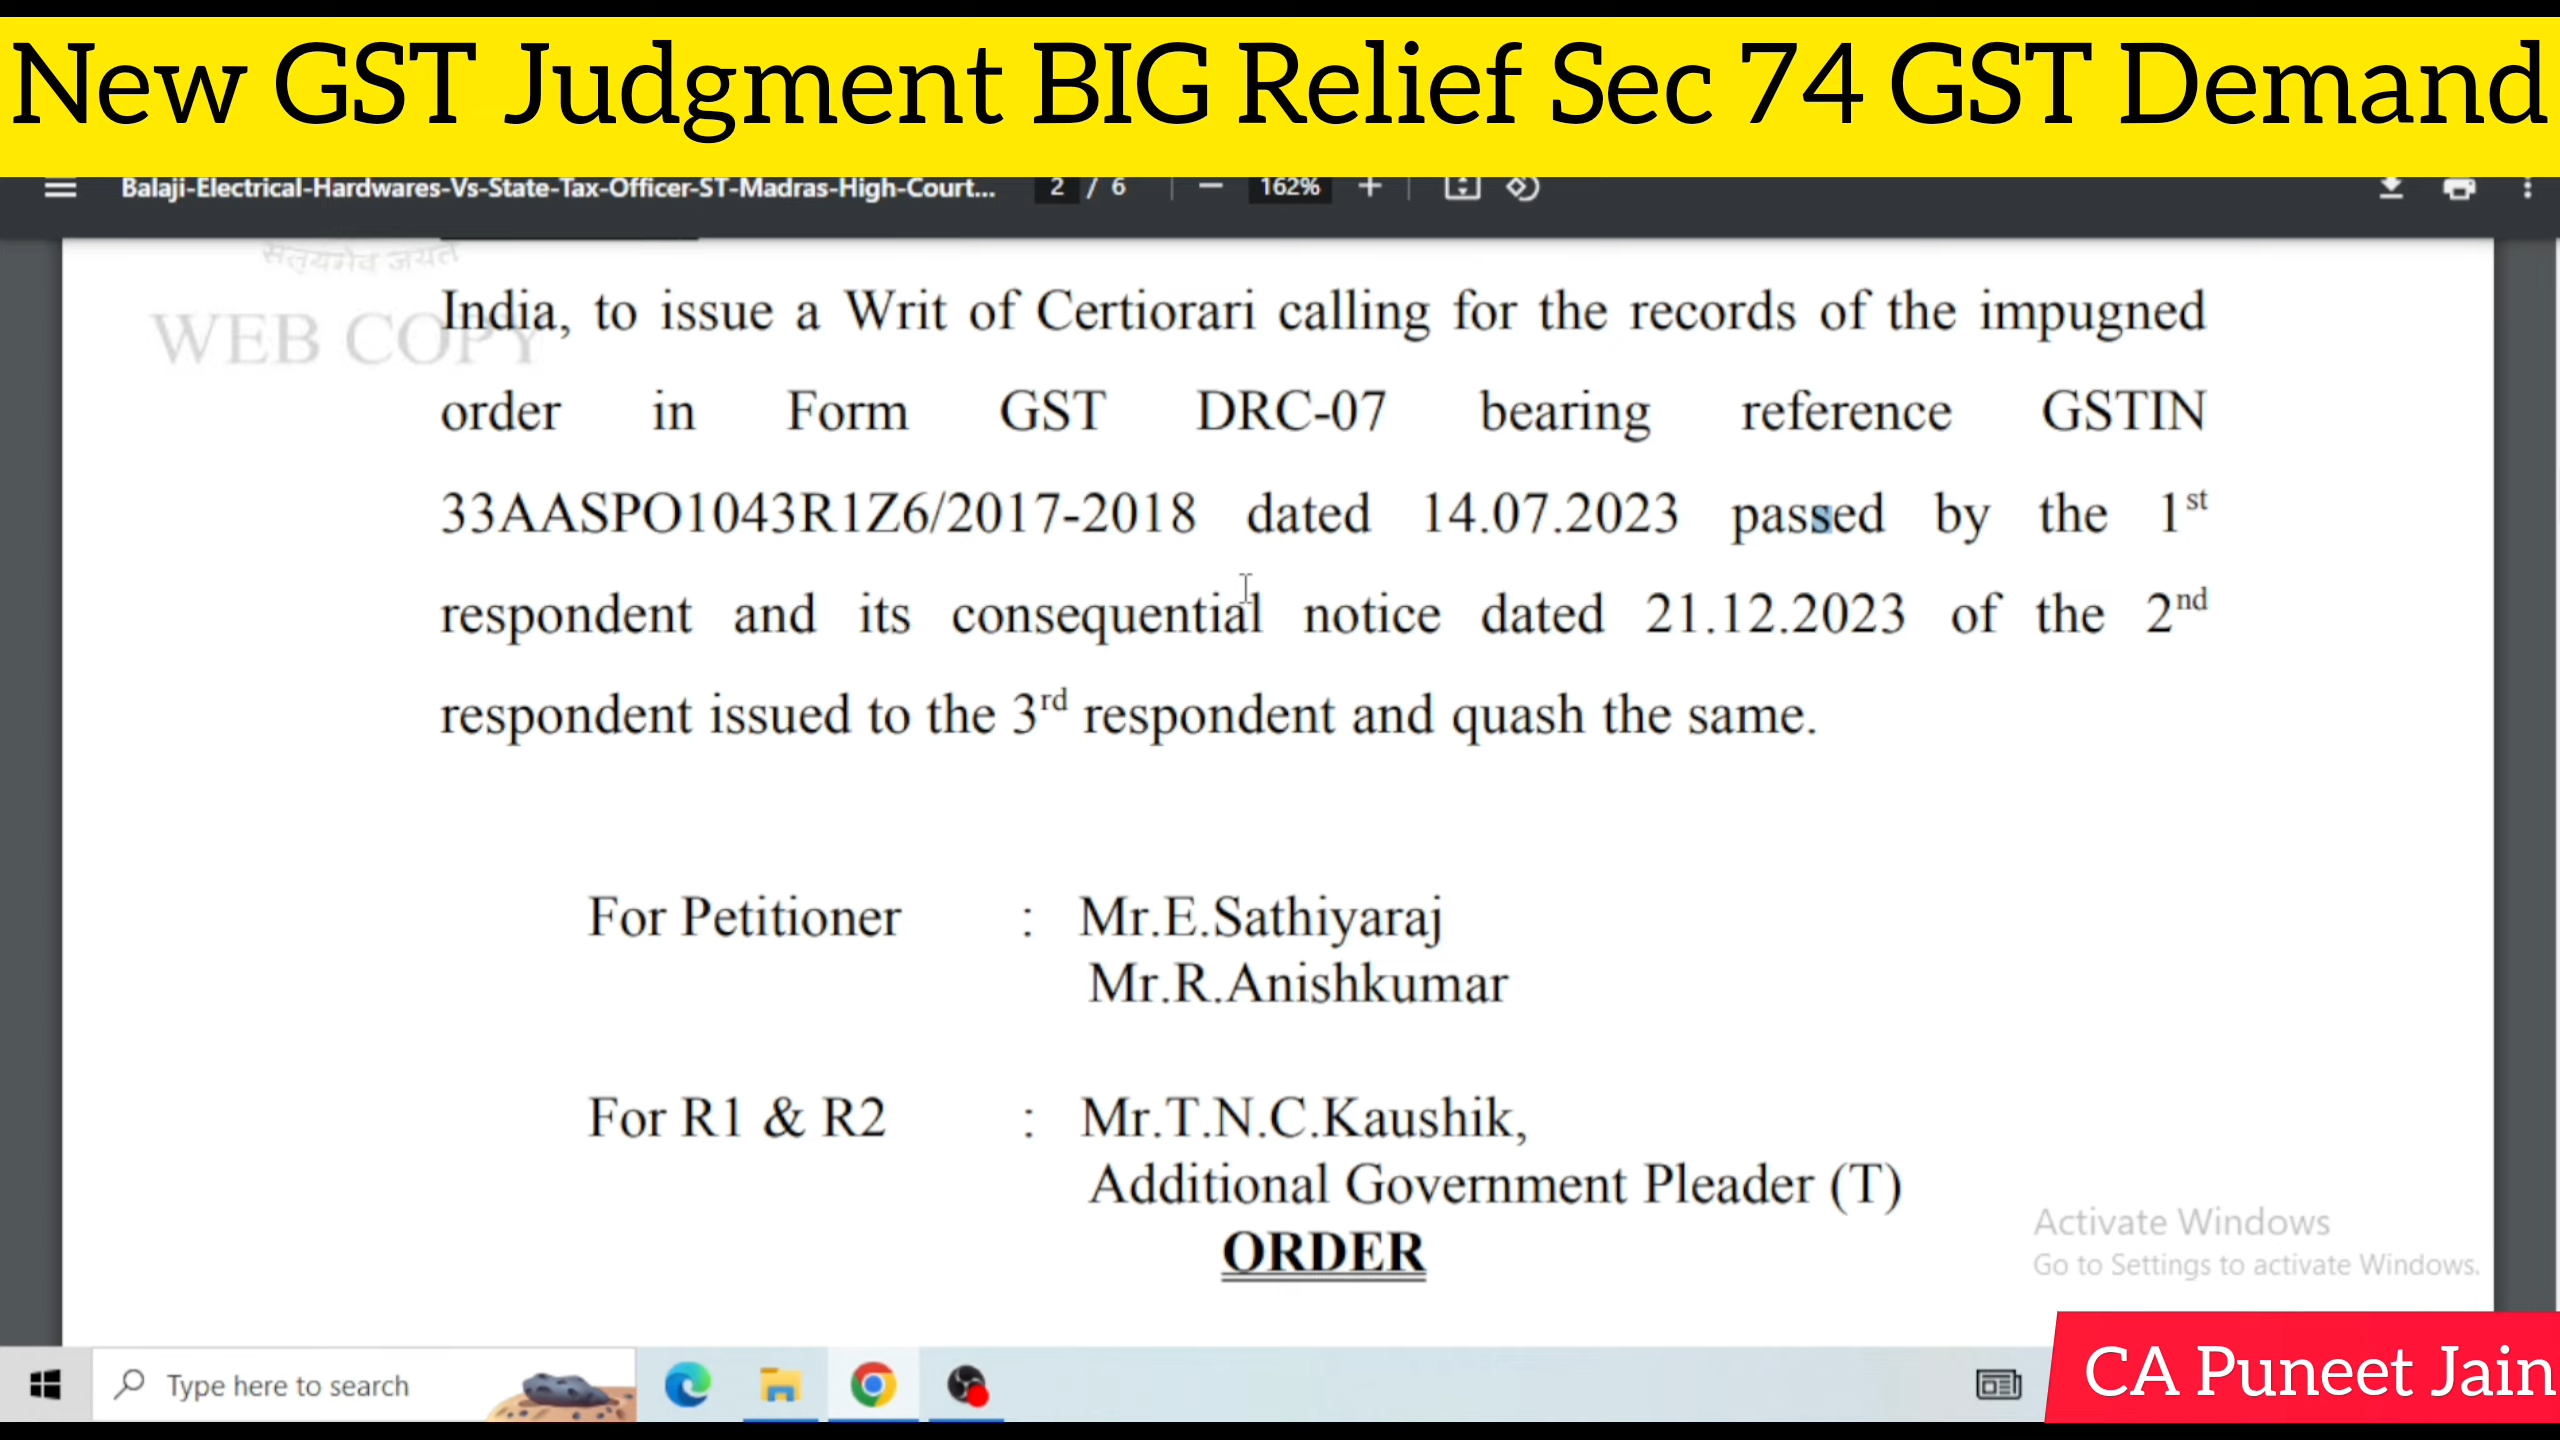 New GST Judgment BIG Relief Sec 74 GST Demand
Balaji-Electrical-Hardwares-Vs-State-Tax-Officer-ST-Madras-High-Court... 2 / 6 − 162% +
सत्यमेव जयते
WEB COPY
India, to issue a Writ of Certiorari calling for the records of the impugned
order in Form GST DRC-07 bearing reference GSTIN
33AASPO1043R1Z6/2017-2018 dated 14.07.2023 passed by the 1st
respondent and its consequential notice dated 21.12.2023 of the 2nd
respondent issued to the 3rd respondent and quash the same.
For Petitioner : Mr.E.Sathiyaraj
Mr.R.Anishkumar
For R1 & R2 : Mr.T.N.C.Kaushik,
Additional Government Pleader (T)
ORDER
Activate Windows
Go to Settings to activate Windows.
Type here to search
CA Puneet Jain